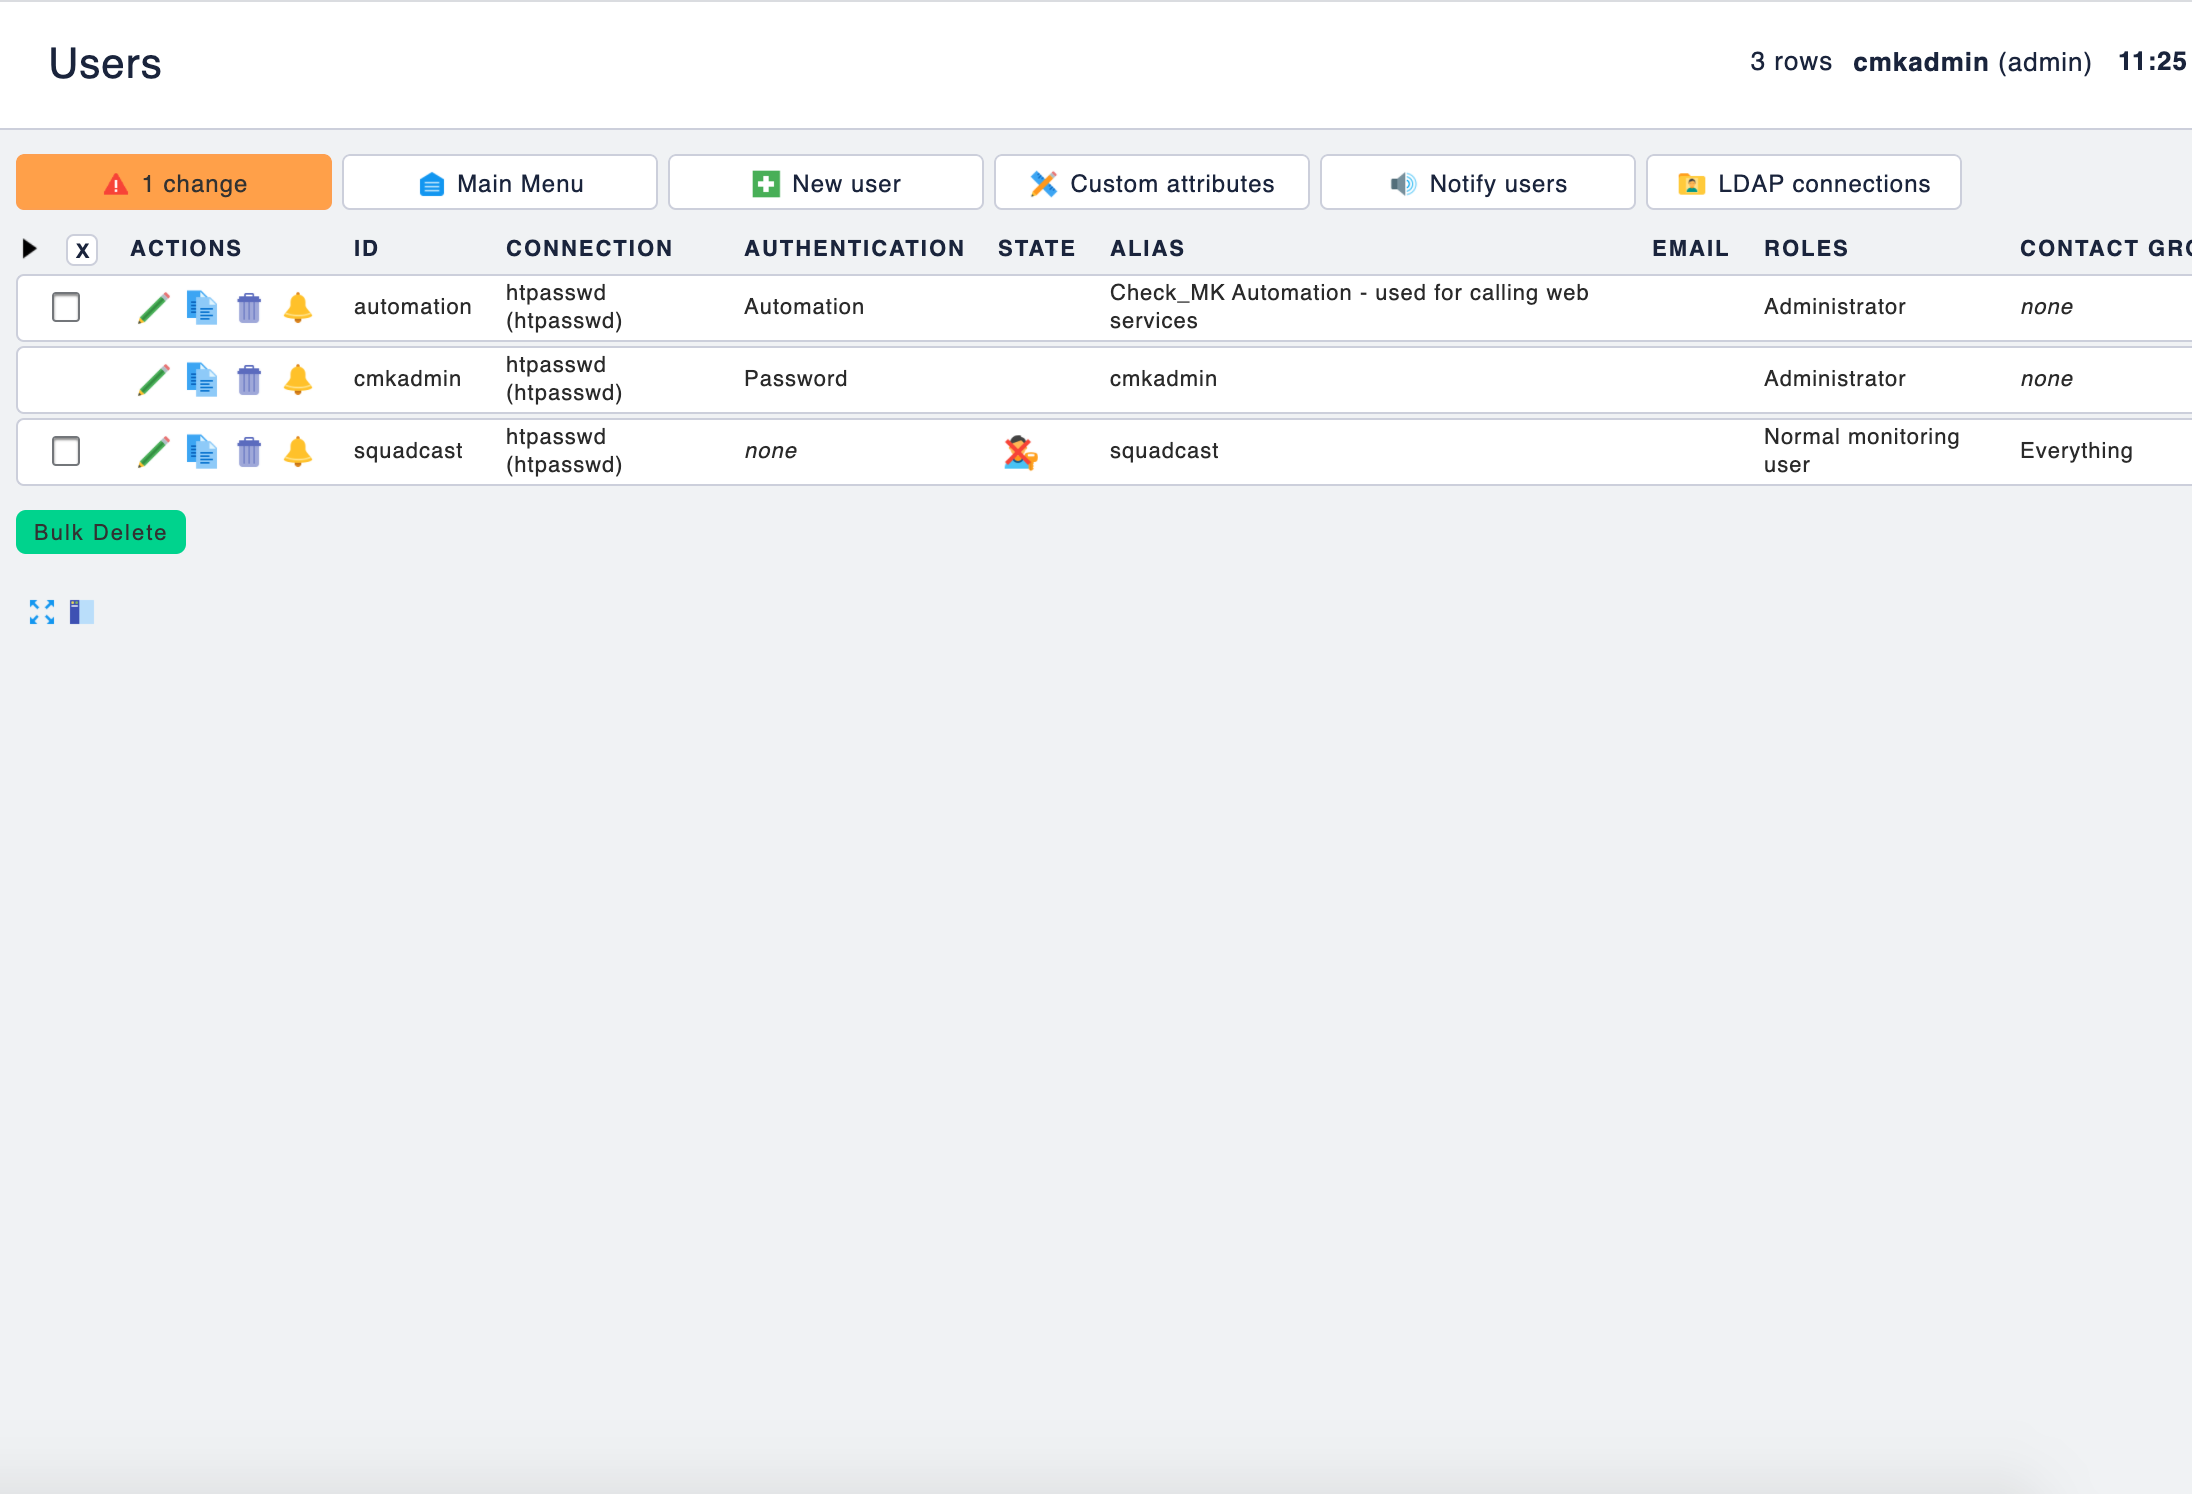 Users
3 rows cmkadmin (admin) 11:25
1 change
Main Menu
New user
Custom attributes
Notify users
LDAP connections
X ACTIONS ID CONNECTION AUTHENTICATION STATE ALIAS EMAIL ROLES CONTACT GRO
automation htpasswd (htpasswd) Automation Check_MK Automation - used for calling web services Administrator none
cmkadmin htpasswd (htpasswd) Password cmkadmin Administrator none
squadcast htpasswd (htpasswd) none squadcast Normal monitoring user Everything
Bulk Delete